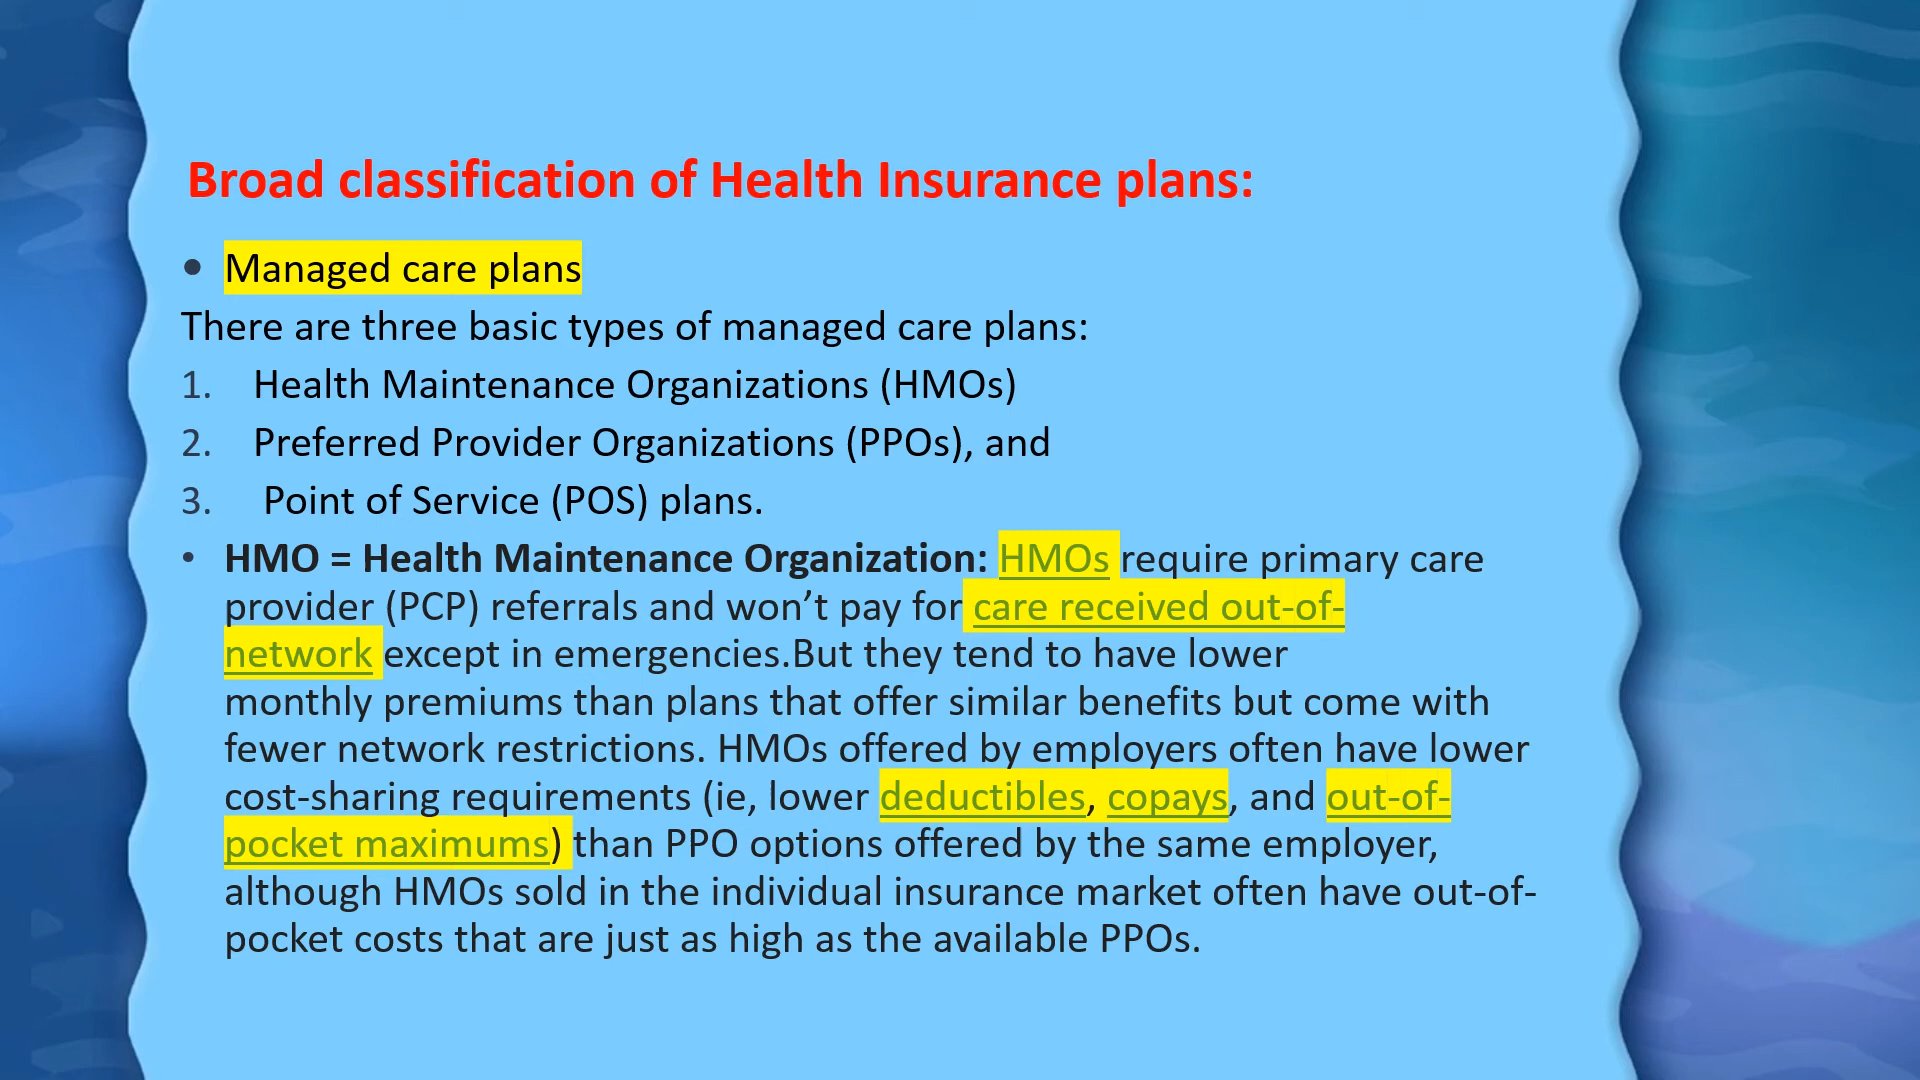 Broad classification of Health Insurance plans:
• Managed care plans
There are three basic types of managed care plans:
1. Health Maintenance Organizations (HMOs)
2. Preferred Provider Organizations (PPOs), and
3. Point of Service (POS) plans.
• HMO = Health Maintenance Organization: HMOs require primary care
provider (PCP) referrals and won’t pay for care received out-of-
network except in emergencies.But they tend to have lower
monthly premiums than plans that offer similar benefits but come with
fewer network restrictions. HMOs offered by employers often have lower
cost-sharing requirements (ie, lower deductibles, copays, and out-of-
pocket maximums) than PPO options offered by the same employer,
although HMOs sold in the individual insurance market often have out-of-
pocket costs that are just as high as the available PPOs.